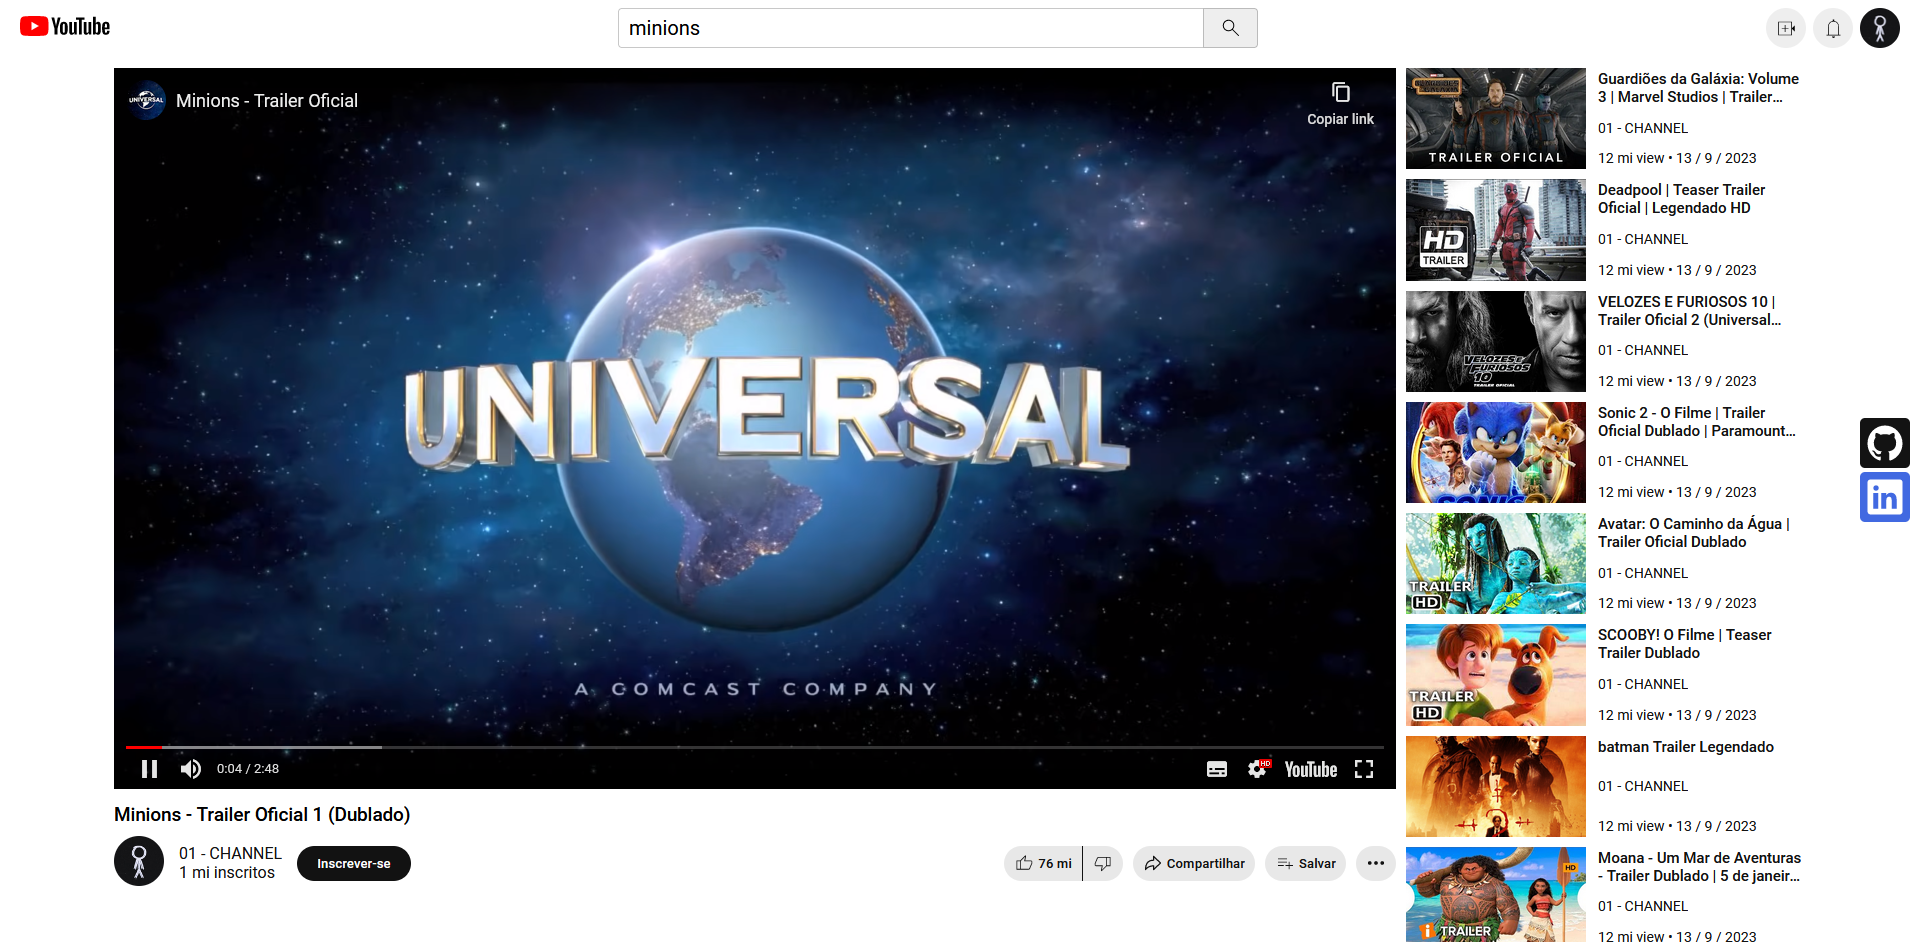 YouTube
minions
UNIVERSAL
Minions - Trailer Oficial
Copiar link
UNIVERSAL
A COMCAST COMPANY
0:04 / 2:48
HD
YouTube
Minions - Trailer Oficial 1 (Dublado)
01 - CHANNEL
1 mi inscritos
Inscrever-se
76 mi
Compartilhar
Salvar
TRAILER OFICIAL
Guardiões da Galáxia: Volume
3 | Marvel Studios | Trailer...
01 - CHANNEL
12 mi view • 13 / 9 / 2023
HD
TRAILER
Deadpool | Teaser Trailer
Oficial | Legendado HD
01 - CHANNEL
12 mi view • 13 / 9 / 2023
VELOZES E
FURIOSOS
10
TRAILER OFICIAL
VELOZES E FURIOSOS 10 |
Trailer Oficial 2 (Universal...
01 - CHANNEL
12 mi view • 13 / 9 / 2023
SONIC 2
Sonic 2 - O Filme | Trailer
Oficial Dublado | Paramount...
01 - CHANNEL
12 mi view • 13 / 9 / 2023
TRAILER
HD
Avatar: O Caminho da Água |
Trailer Oficial Dublado
01 - CHANNEL
12 mi view • 13 / 9 / 2023
TRAILER
HD
SCOOBY! O Filme | Teaser
Trailer Dublado
01 - CHANNEL
12 mi view • 13 / 9 / 2023
batman Trailer Legendado
01 - CHANNEL
12 mi view • 13 / 9 / 2023
HD
TRAILER
Moana - Um Mar de Aventuras
- Trailer Dublado | 5 de janeir...
01 - CHANNEL
12 mi view • 13 / 9 / 2023
in